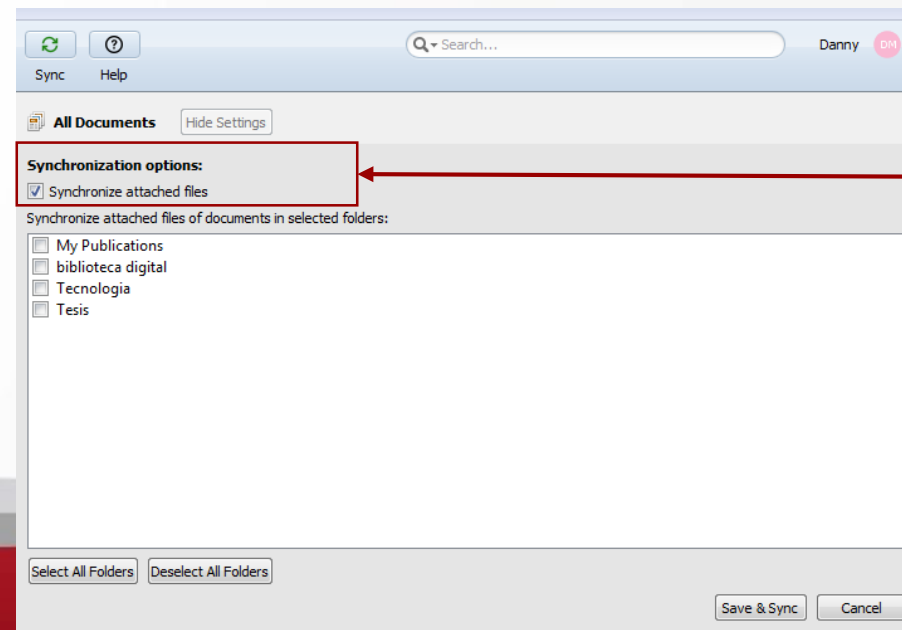 Search...
Danny DM
Sync Help
All Documents Hide Settings
Synchronization options:
Synchronize attached files
Synchronize attached files of documents in selected folders:
My Publications
biblioteca digital
Tecnologia
Tesis
Select All Folders Deselect All Folders
Save & Sync Cancel